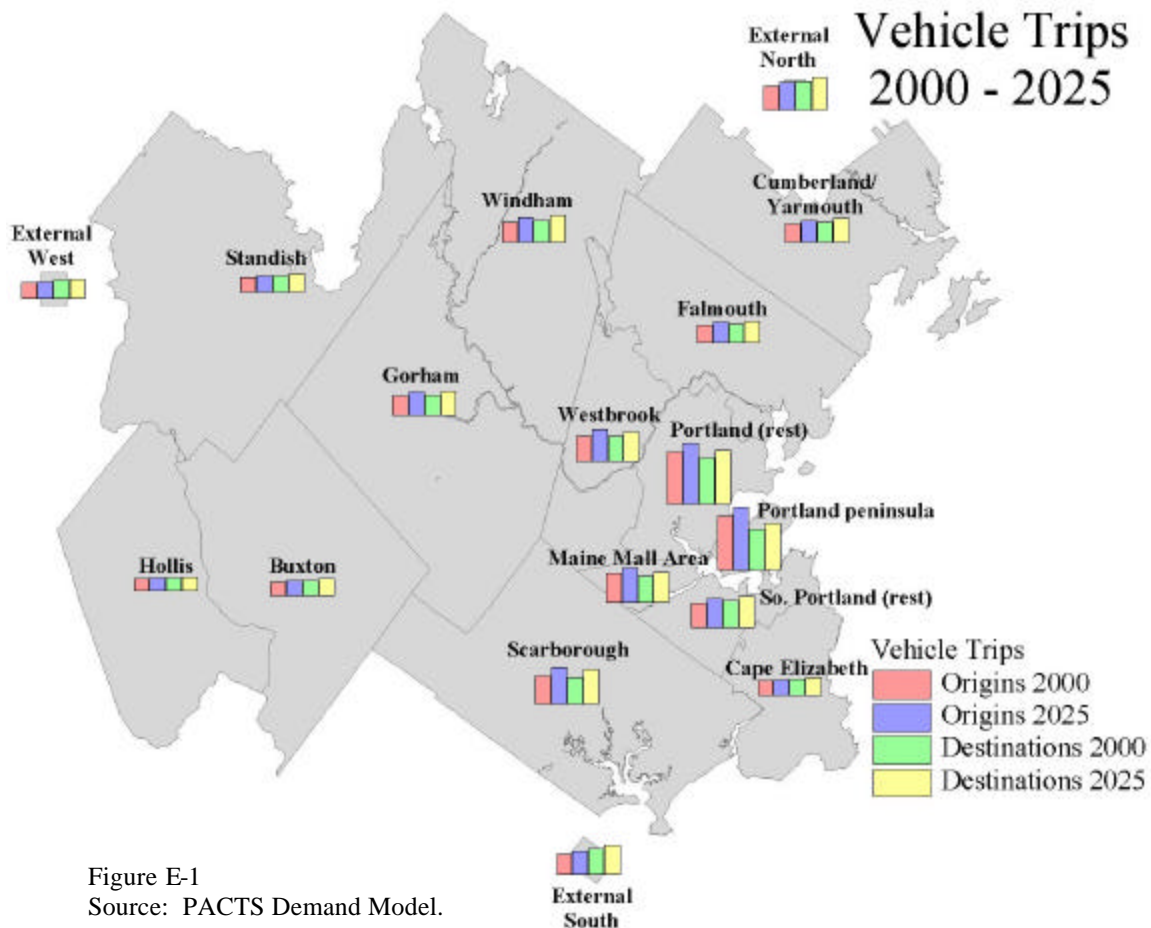 Vehicle Trips
2000 - 2025
External
North
Cumberland/
Yarmouth
Windham
External
West
Standish
Falmouth
Gorham
Westbrook
Portland (rest)
Portland peninsula
Hollis
Buxton
Maine Mall Area
So. Portland (rest)
Scarborough
Cape Elizabeth
Vehicle Trips
Origins 2000
Origins 2025
Destinations 2000
Destinations 2025
External
South
Figure E-1
Source: PACTS Demand Model.